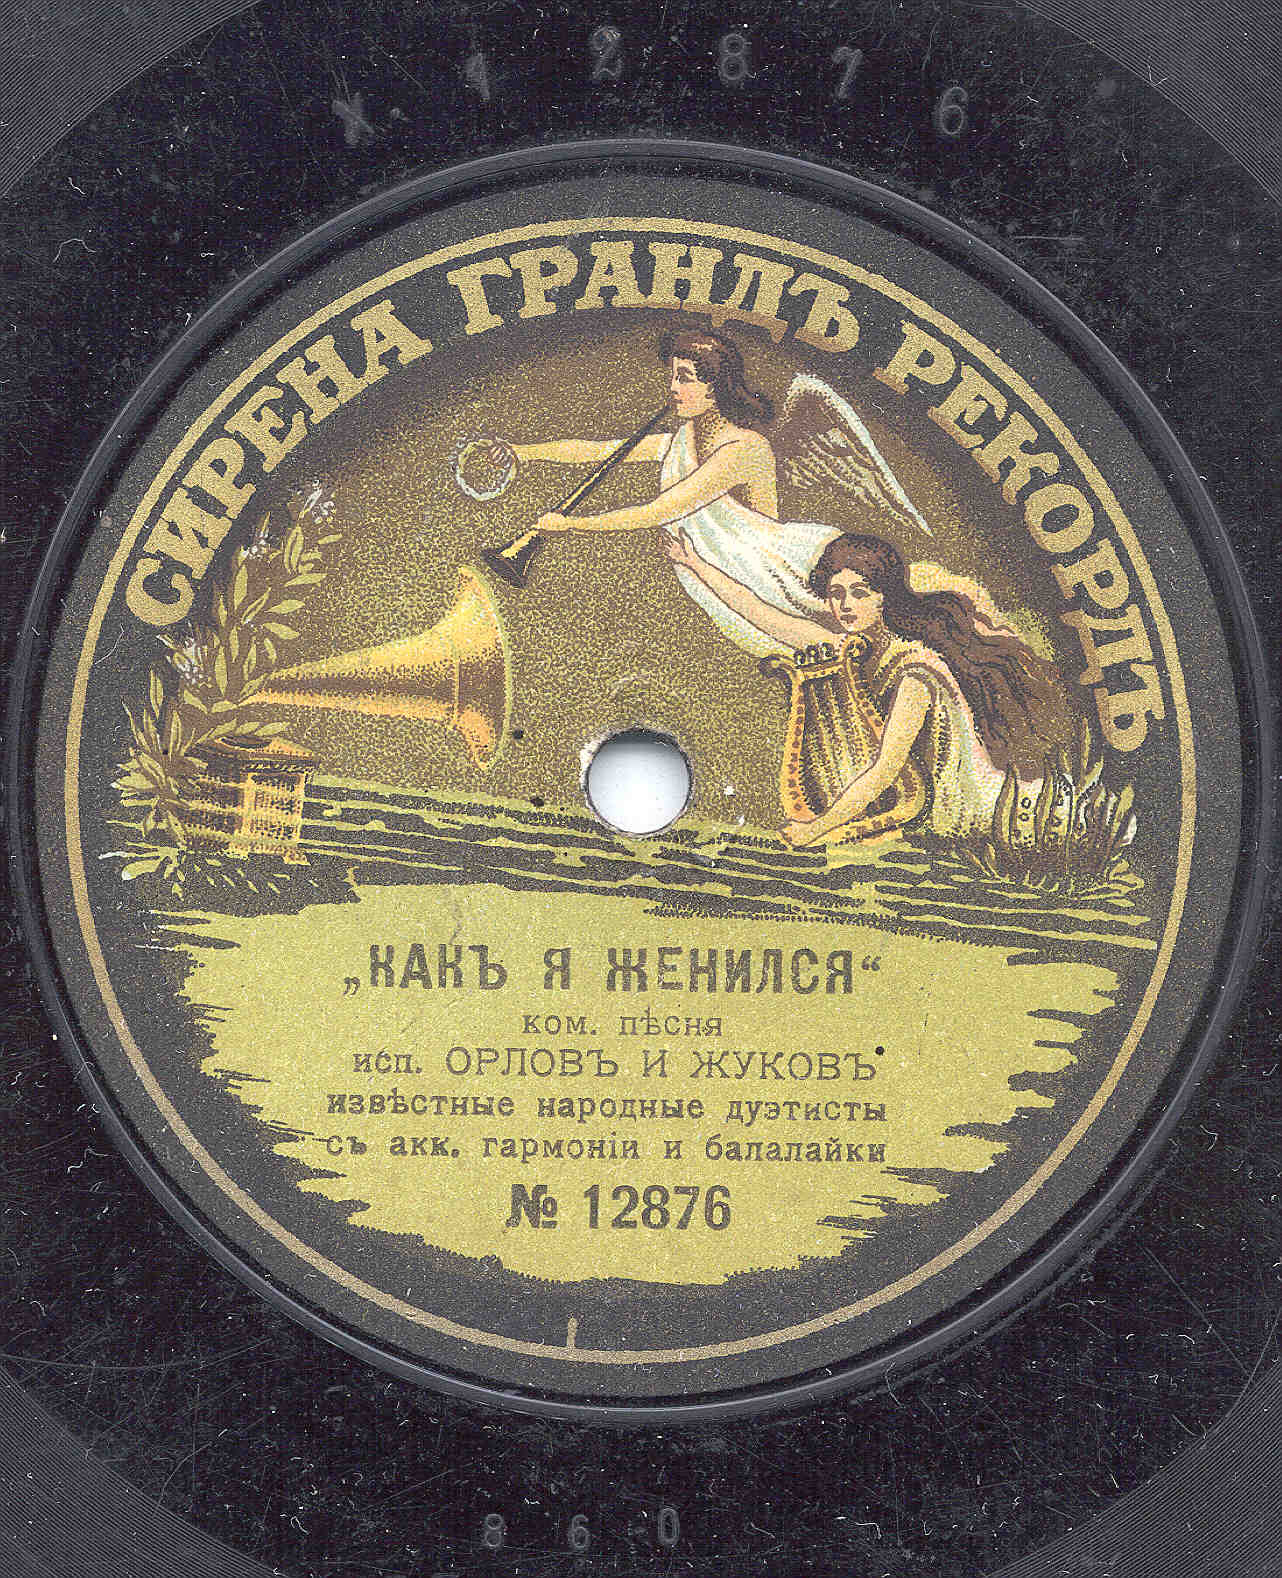 X 12876
СИРЕНА ГРАНДЪ РЕКОРДЪ
„КАКЪ Я ЖЕНИЛСЯ“
ком. пѣсня
исп. ОРЛОВЪ И ЖУКОВЪ
извѣстные народные дуэтисты
съ акк. гармоніи и балалайки
№ 12876
860